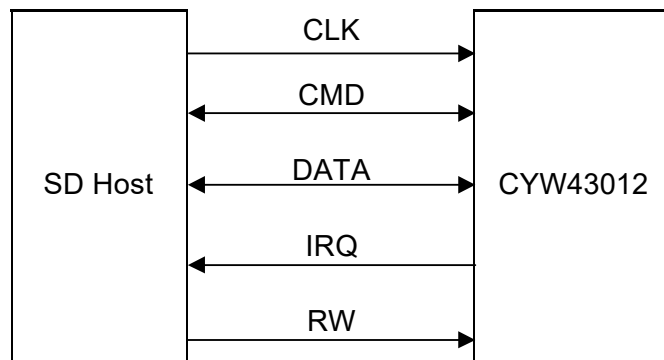 CLK
CMD
SD Host
DATA
CYW43012
IRQ
RW